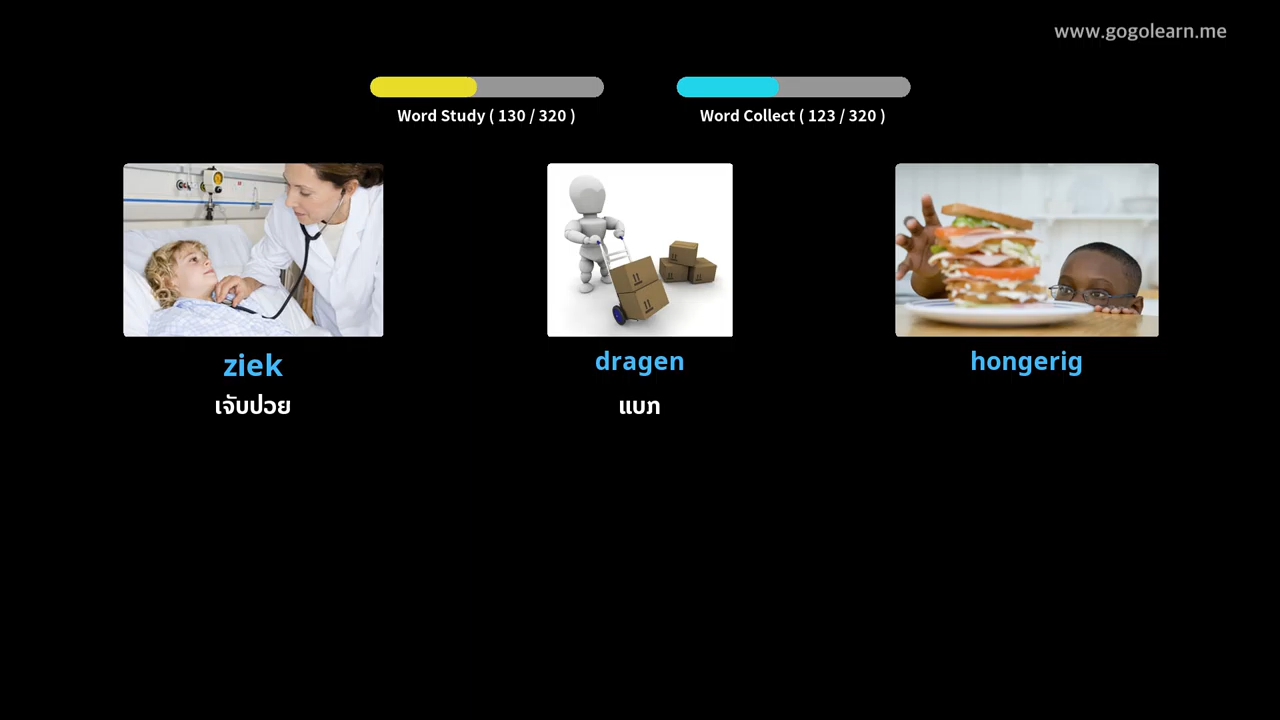 www.gogolearn.me
Word Study ( 130 / 320 )
Word Collect ( 123 / 320 )
ziek
dragen
hongerig
เจ็บป่วย
แบก